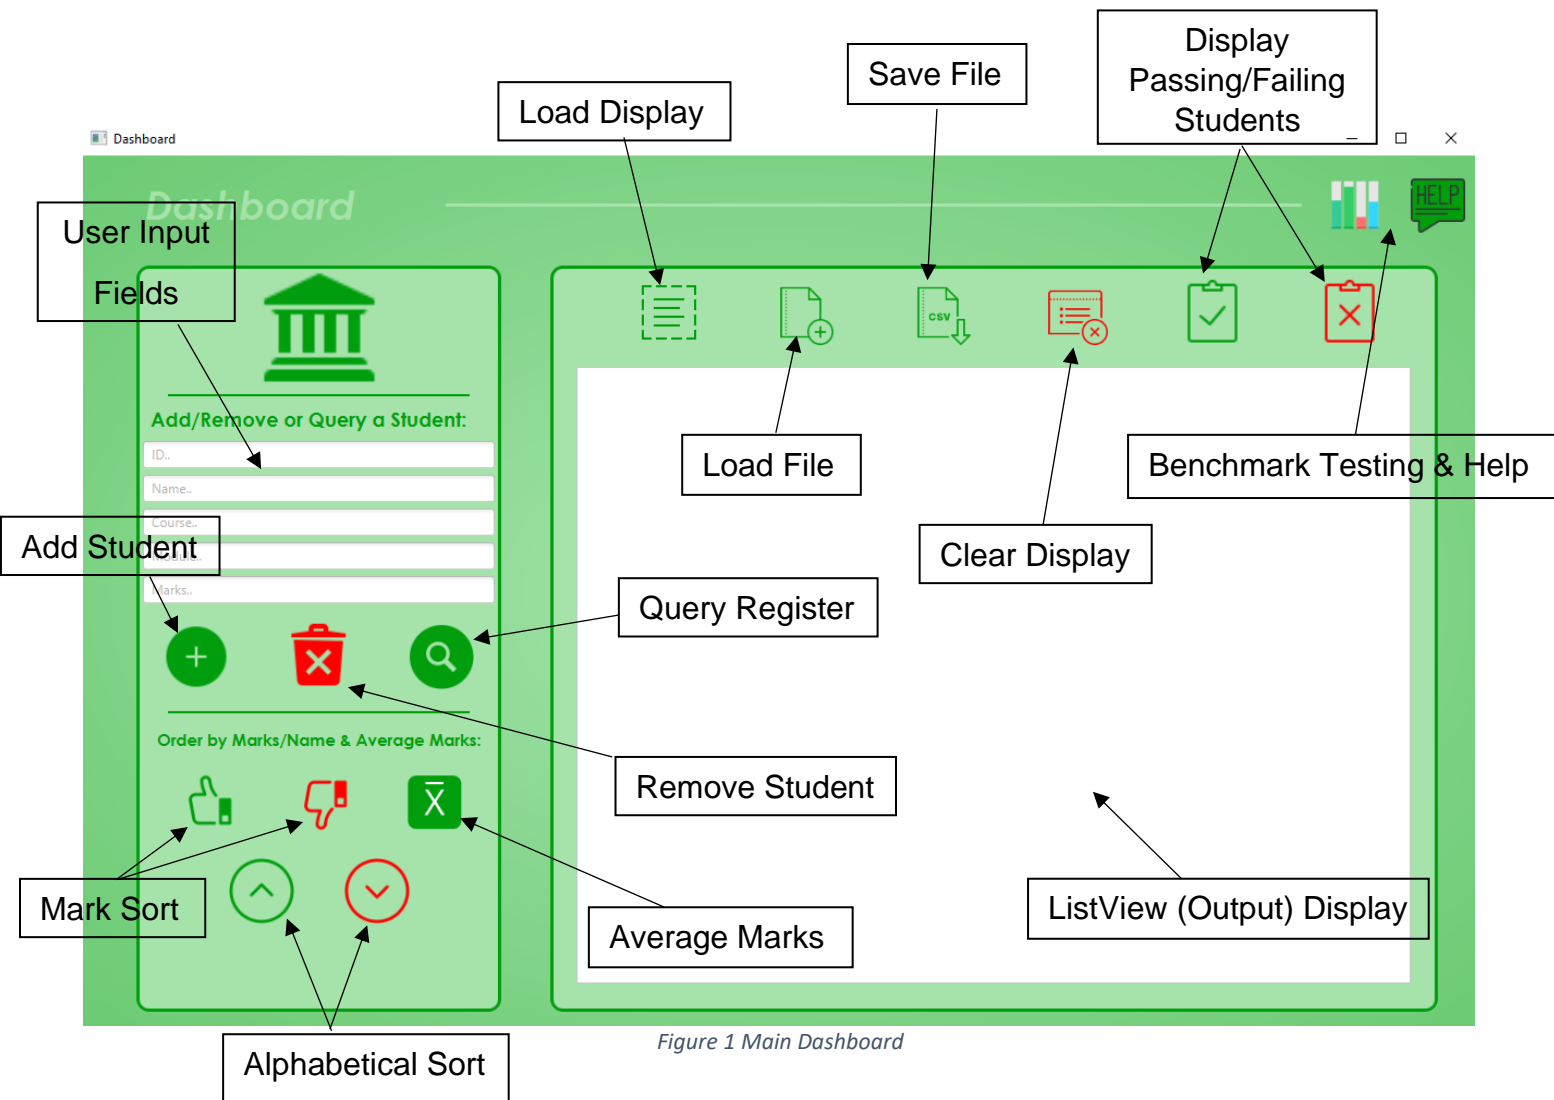 Display
Passing/Failing
Students
Save File
Load Display
Dashboard
Dashboard
HELP
User Input
Fields
CSV
Add/Remove or Query a Student:
ID..
Name..
Course..
Module..
Marks..
Load File
Benchmark Testing & Help
Add Student
Clear Display
Query Register
Order by Marks/Name & Average Marks:
X
Remove Student
Mark Sort
ListView (Output) Display
Average Marks
Alphabetical Sort
Figure 1 Main Dashboard